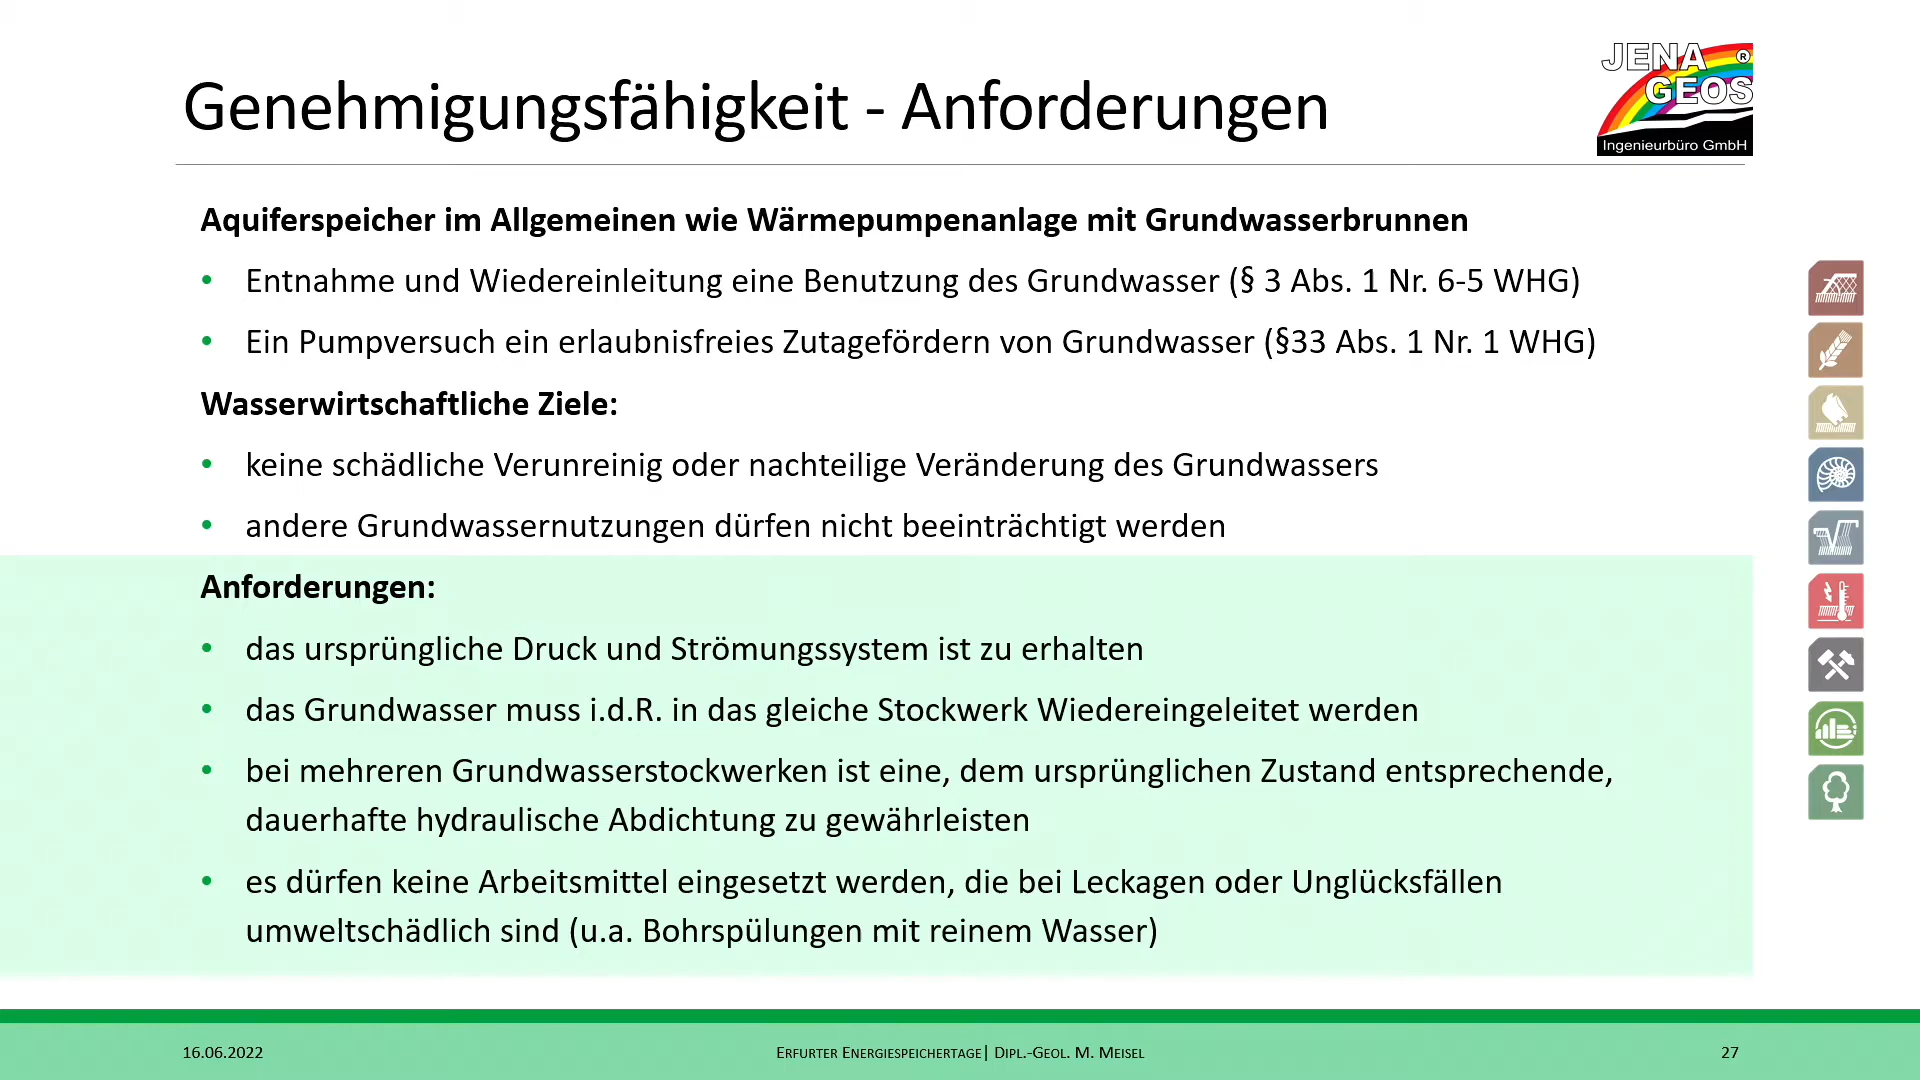 Genehmigungsfähigkeit - Anforderungen
JENA ®
GEOS
Ingenieurbüro GmbH
Aquiferspeicher im Allgemeinen wie Wärmepumpenanlage mit Grundwasserbrunnen
• Entnahme und Wiedereinleitung eine Benutzung des Grundwasser (§ 3 Abs. 1 Nr. 6-5 WHG)
• Ein Pumpversuch ein erlaubnisfreies Zutagefördern von Grundwasser (§33 Abs. 1 Nr. 1 WHG)
Wasserwirtschaftliche Ziele:
• keine schädliche Verunreinig oder nachteilige Veränderung des Grundwassers
• andere Grundwassernutzungen dürfen nicht beeinträchtigt werden
Anforderungen:
• das ursprüngliche Druck und Strömungssystem ist zu erhalten
• das Grundwasser muss i.d.R. in das gleiche Stockwerk Wiedereingeleitet werden
• bei mehreren Grundwasserstockwerken ist eine, dem ursprünglichen Zustand entsprechende,
dauerhafte hydraulische Abdichtung zu gewährleisten
• es dürfen keine Arbeitsmittel eingesetzt werden, die bei Leckagen oder Unglücksfällen
umweltschädlich sind (u.a. Bohrspülungen mit reinem Wasser)
16.06.2022
Erfurter Energiespeichertage| Dipl.-Geol. M. Meisel
27